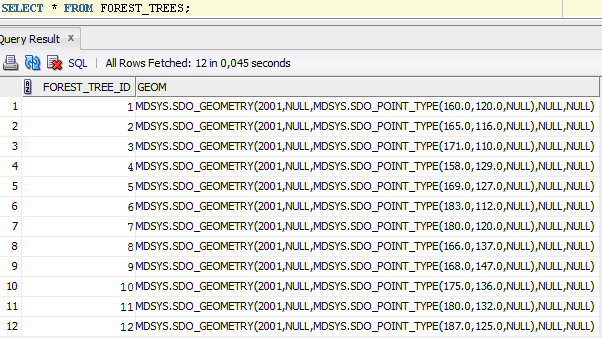 SELECT * FROM FOREST_TREES;
Query Result x
SQL | All Rows Fetched: 12 in 0,045 seconds
FOREST_TREE_ID GEOM
1 1 MDSYS.SDO_GEOMETRY(2001,NULL,MDSYS.SDO_POINT_TYPE(160.0,120.0,NULL),NULL,NULL)
2 2 MDSYS.SDO_GEOMETRY(2001,NULL,MDSYS.SDO_POINT_TYPE(165.0,116.0,NULL),NULL,NULL)
3 3 MDSYS.SDO_GEOMETRY(2001,NULL,MDSYS.SDO_POINT_TYPE(171.0,110.0,NULL),NULL,NULL)
4 4 MDSYS.SDO_GEOMETRY(2001,NULL,MDSYS.SDO_POINT_TYPE(158.0,129.0,NULL),NULL,NULL)
5 5 MDSYS.SDO_GEOMETRY(2001,NULL,MDSYS.SDO_POINT_TYPE(169.0,127.0,NULL),NULL,NULL)
6 6 MDSYS.SDO_GEOMETRY(2001,NULL,MDSYS.SDO_POINT_TYPE(183.0,112.0,NULL),NULL,NULL)
7 7 MDSYS.SDO_GEOMETRY(2001,NULL,MDSYS.SDO_POINT_TYPE(180.0,120.0,NULL),NULL,NULL)
8 8 MDSYS.SDO_GEOMETRY(2001,NULL,MDSYS.SDO_POINT_TYPE(166.0,137.0,NULL),NULL,NULL)
9 9 MDSYS.SDO_GEOMETRY(2001,NULL,MDSYS.SDO_POINT_TYPE(168.0,147.0,NULL),NULL,NULL)
10 10 MDSYS.SDO_GEOMETRY(2001,NULL,MDSYS.SDO_POINT_TYPE(175.0,136.0,NULL),NULL,NULL)
11 11 MDSYS.SDO_GEOMETRY(2001,NULL,MDSYS.SDO_POINT_TYPE(180.0,132.0,NULL),NULL,NULL)
12 12 MDSYS.SDO_GEOMETRY(2001,NULL,MDSYS.SDO_POINT_TYPE(187.0,125.0,NULL),NULL,NULL)